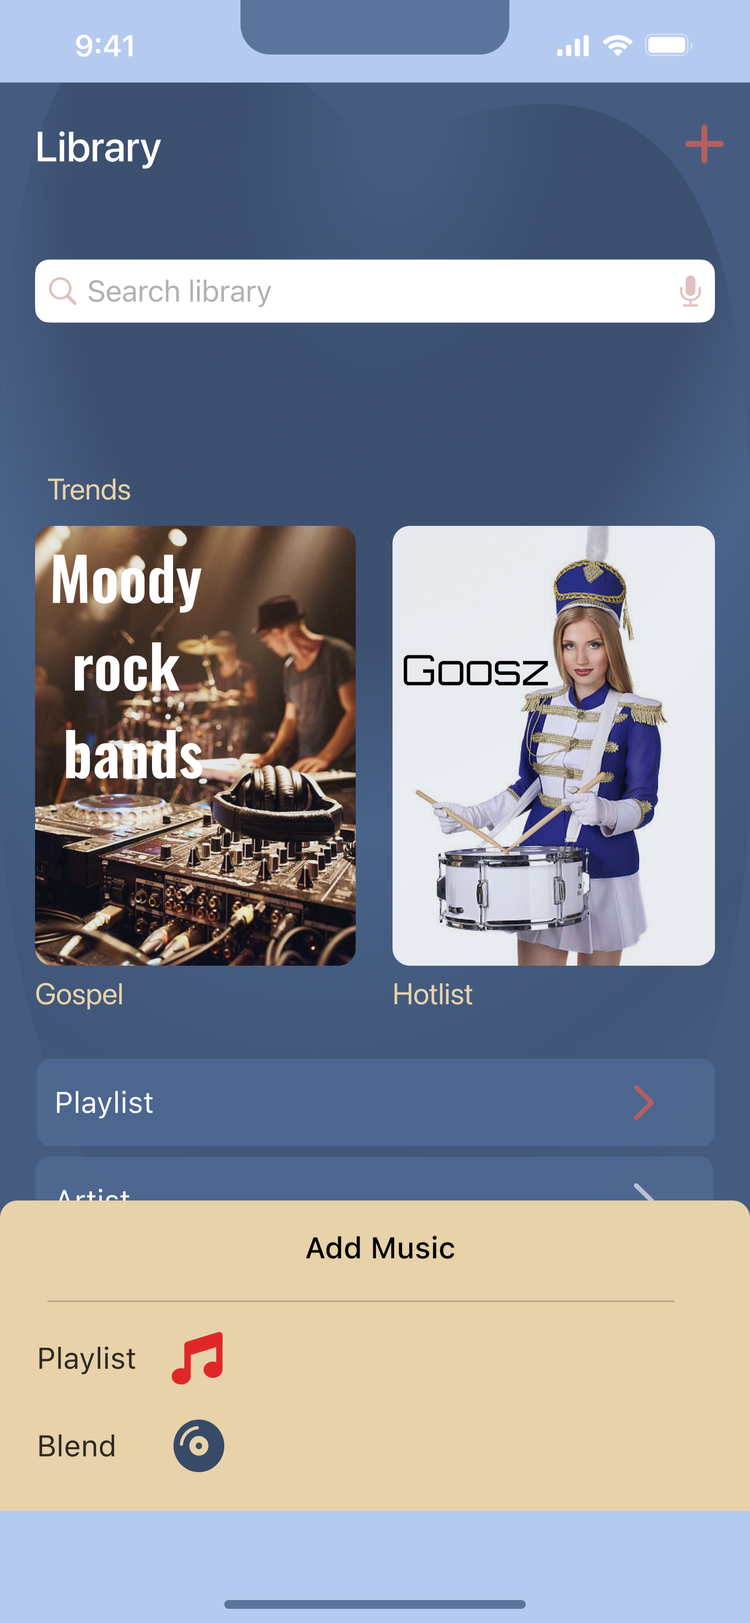 9:41
Library
Search library
Trends
Moody
rock
bands
Goosz
Gospel
Hotlist
Playlist
Artist
Add Music
Playlist
Blend